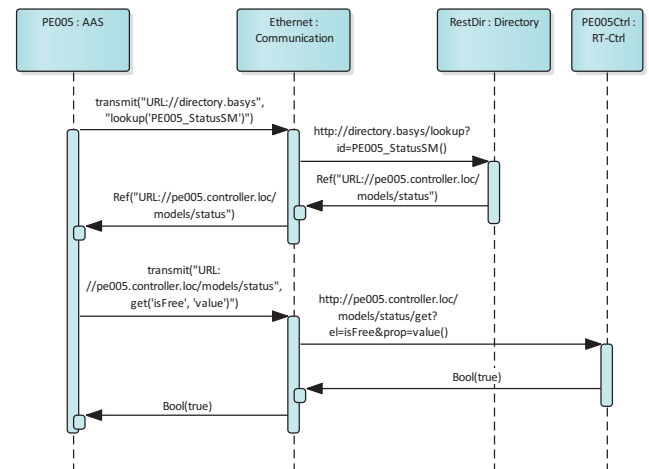 PE005 : AAS
Ethernet :
Communication
RestDir : Directory
PE005Ctrl :
RT-Ctrl
transmit("URL://directory.basys",
"lookup('PE005_StatusSM')")
http://directory.basys/lookup?
id=PE005_StatusSM()
Ref("URL://pe005.controller.loc/
models/status")
Ref("URL://pe005.controller.loc/
models/status")
transmit("URL:
//pe005.controller.loc/models/status",
get('isFree', 'value')")
http://pe005.controller.loc/
models/status/get?
el=isFree&prop=value()
Bool(true)
Bool(true)